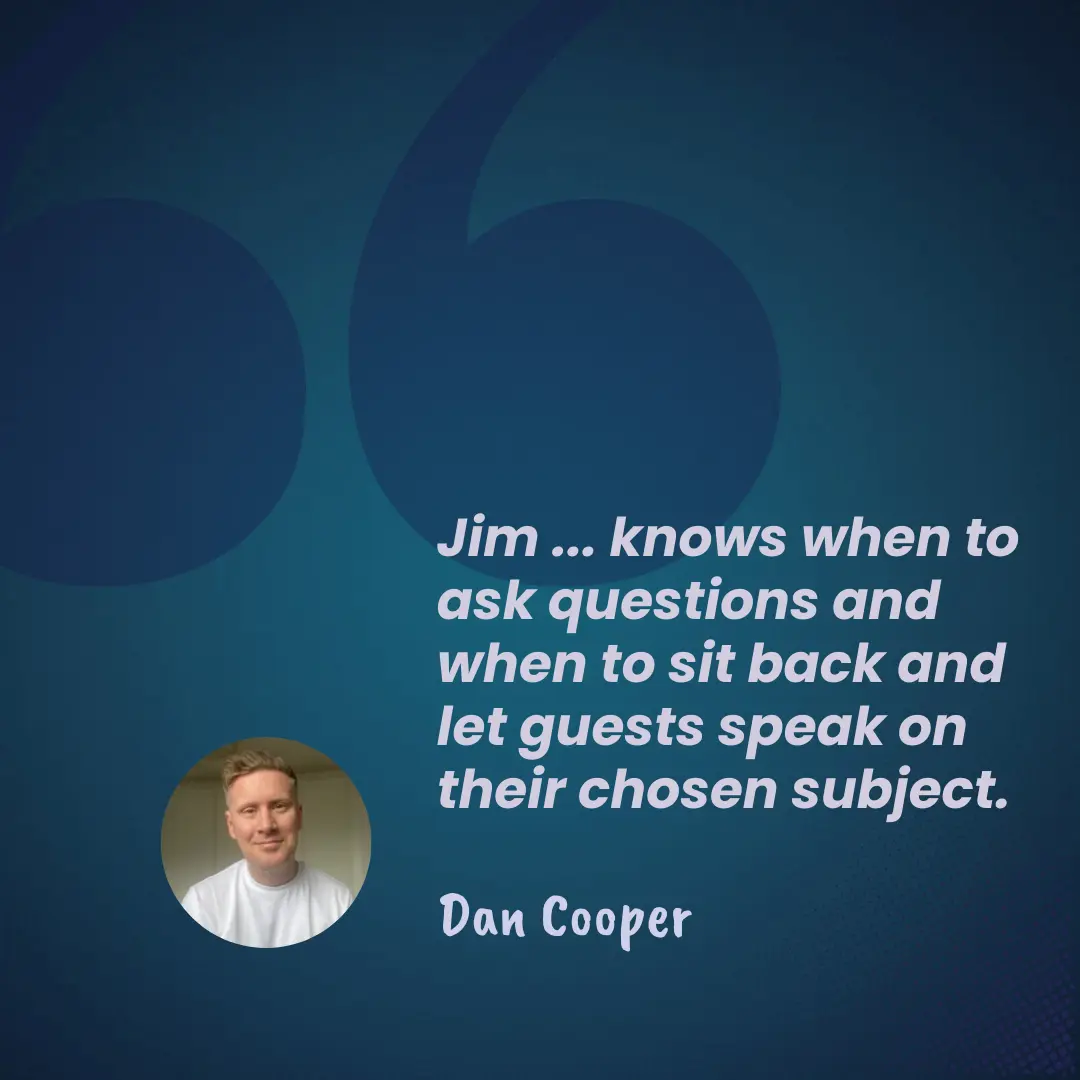 Jim ... knows when to
ask questions and
when to sit back and
let guests speak on
their chosen subject.
Dan Cooper